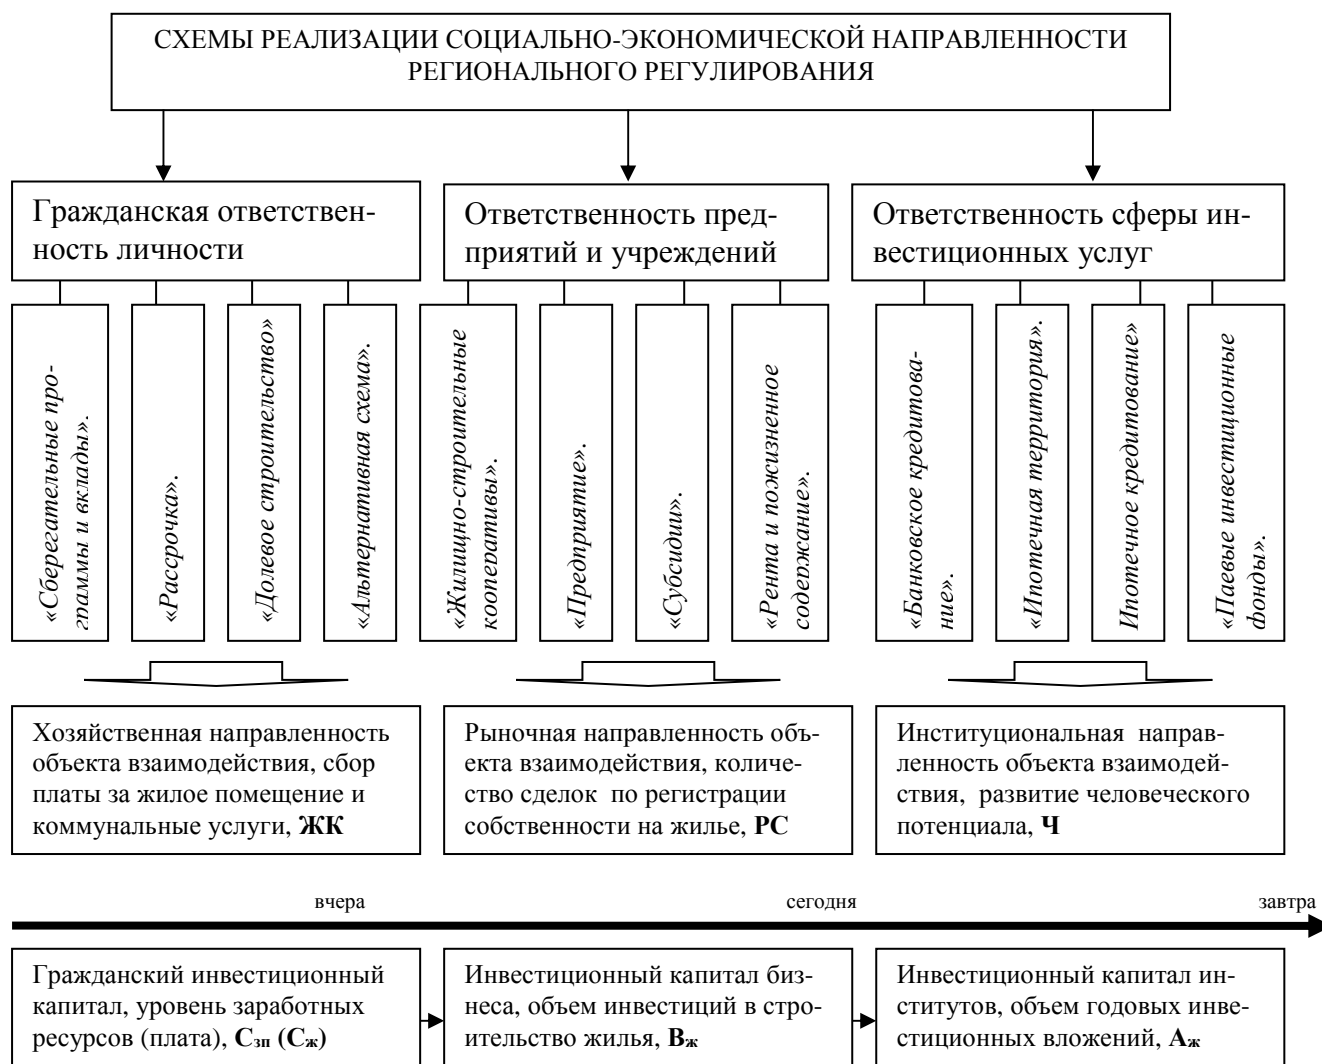 СХЕМЫ РЕАЛИЗАЦИИ СОЦИАЛЬНО-ЭКОНОМИЧЕСКОЙ НАПРАВЛЕННОСТИ
РЕГИОНАЛЬНОГО РЕГУЛИРОВАНИЯ
Гражданская ответствен-
ность личности
Ответственность пред-
приятий и учреждений
Ответственность сферы ин-
вестиционных услуг
«Сберегательные про-
граммы и вклады».
«Рассрочка».
«Долевое строительство»
«Альтернативная схема».
«Жилищно-строительные
кооперативы».
«Предприятие».
«Субсидии».
«Рента и пожизненное
содержание».
«Банковское кредитова-
ние».
«Ипотечная территория».
Ипотечное кредитование»
«Паевые инвестиционные
фонды».
Хозяйственная направленность
объекта взаимодействия, сбор
платы за жилое помещение и
коммунальные услуги, ЖК
Рыночная направленность объ-
екта взаимодействия, количе-
ство сделок по регистрации
собственности на жилье, РС
Институциональная направ-
ленность объекта взаимодей-
ствия, развитие человеческого
потенциала, Ч
вчера
сегодня
завтра
Гражданский инвестиционный
капитал, уровень заработных
ресурсов (плата), Сзп (Сж)
Инвестиционный капитал биз-
неса, объем инвестиций в стро-
ительство жилья, Вж
Инвестиционный капитал ин-
ститутов, объем годовых инве-
стиционных вложений, Аж